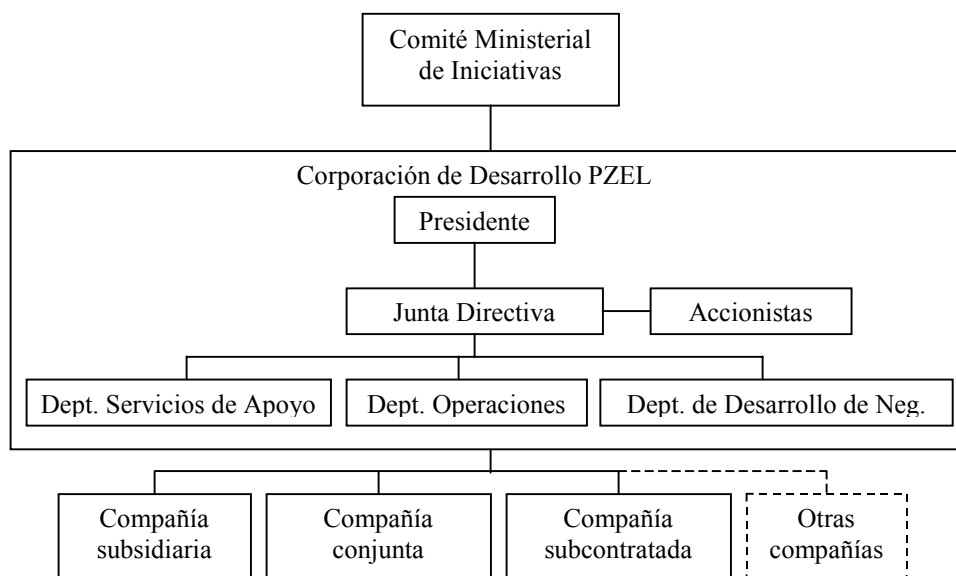 Comité Ministerial
de Iniciativas
Corporación de Desarrollo PZEL
Presidente
Junta Directiva
Accionistas
Dept. Servicios de Apoyo
Dept. Operaciones
Dept. de Desarrollo de Neg.
Compañía
subsidiaria
Compañía
conjunta
Compañía
subcontratada
Otras
compañías